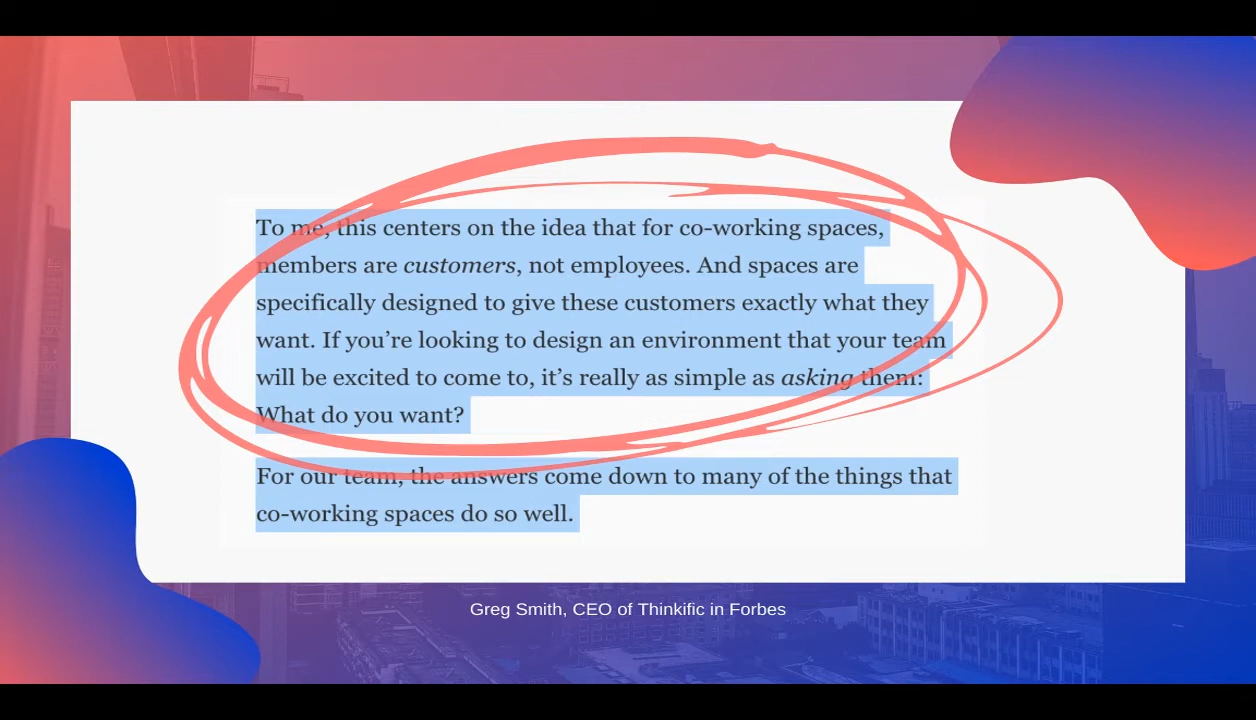 To me, this centers on the idea that for co-working spaces,
members are customers, not employees. And spaces are
specifically designed to give these customers exactly what they
want. If you’re looking to design an environment that your team
will be excited to come to, it’s really as simple as asking them:
What do you want?
For our team, the answers come down to many of the things that
co-working spaces do so well.
Greg Smith, CEO of Thinkific in Forbes